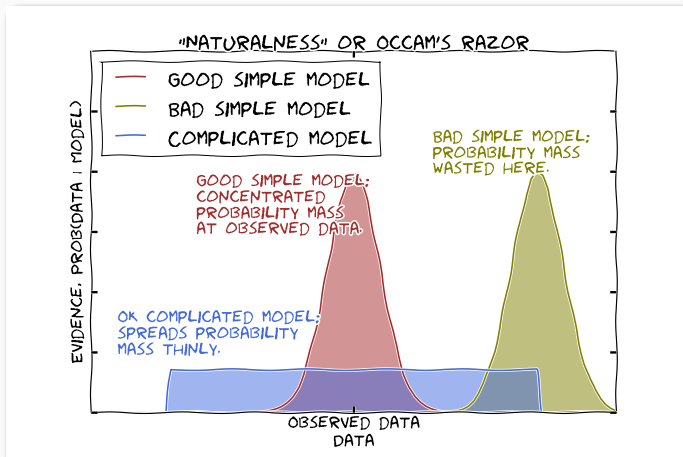 "NATURALNESS" OR OCCAM'S RAZOR
GOOD SIMPLE MODEL
BAD SIMPLE MODEL
COMPLICATED MODEL
BAD SIMPLE MODEL;
PROBABILITY MASS
WASTED HERE.
GOOD SIMPLE MODEL;
CONCENTRATED
PROBABILITY MASS
AT OBSERVED DATA.
OK COMPLICATED MODEL;
SPREADS PROBABILITY
MASS THINLY.
EVIDENCE, PROB(DATA | MODEL)
OBSERVED DATA
DATA